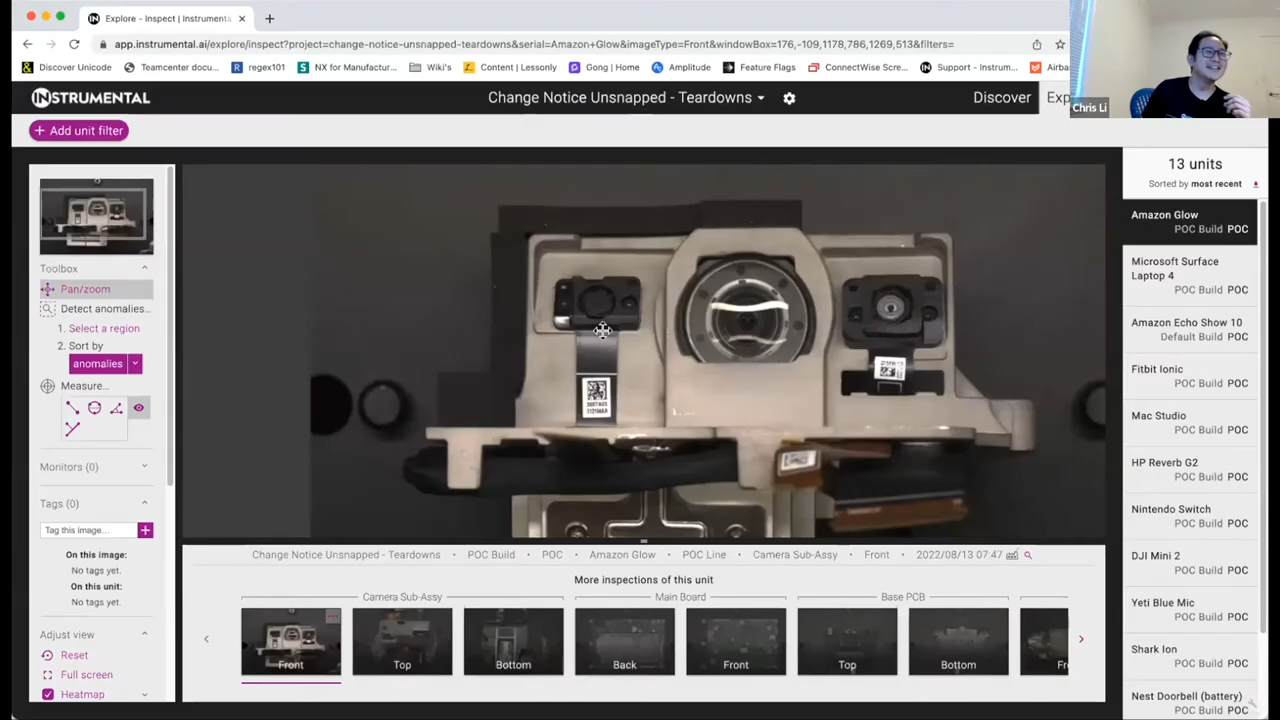 Explore - Inspect | Instrumenta
app.instrumental.ai/explore/inspect?project=change-notice-unsnapped-teardowns&serial=Amazon+Glow&imageType=Front&windowBox=176,-109,1178,786,1269,513&filters=
Discover Unicode
Teamcenter docu...
regex101
NX for Manufactur...
Wiki's
Content | Lessonly
Gong | Home
Amplitude
Feature Flags
ConnectWise Scre...
Support - Instrum...
Airba
Chris Li
INSTRUMENTAL
Change Notice Unsnapped - Teardowns
Discover
Exp
+ Add unit filter
Toolbox
Pan/zoom
Detect anomalies...
1. Select a region
2. Sort by
anomalies
Measure...
Monitors (0)
Tags (0)
Tag this image...
On this image:
No tags yet.
On this unit:
No tags yet.
Adjust view
Reset
Full screen
Heatmap
Change Notice Unsnapped - Teardowns • POC Build • POC • Amazon Glow • POC Line • Camera Sub-Assy • Front • 2022/08/13 07.47
More inspections of this unit
Camera Sub-Assy
Main Board
Base PCB
Front
Top
Bottom
Back
Front
Top
Bottom
Fr
13 units
Sorted by most recent
Amazon Glow
POC Build POC
Microsoft Surface
Laptop 4
POC Build POC
Amazon Echo Show 10
Default Build POC
Fitbit Ionic
POC Build POC
Mac Studio
POC Build POC
HP Reverb G2
POC Build POC
Nintendo Switch
POC Build POC
DJI Mini 2
POC Build POC
Yeti Blue Mic
POC Build POC
Shark Ion
POC Build POC
Nest Doorbell (battery)
POC Build POC